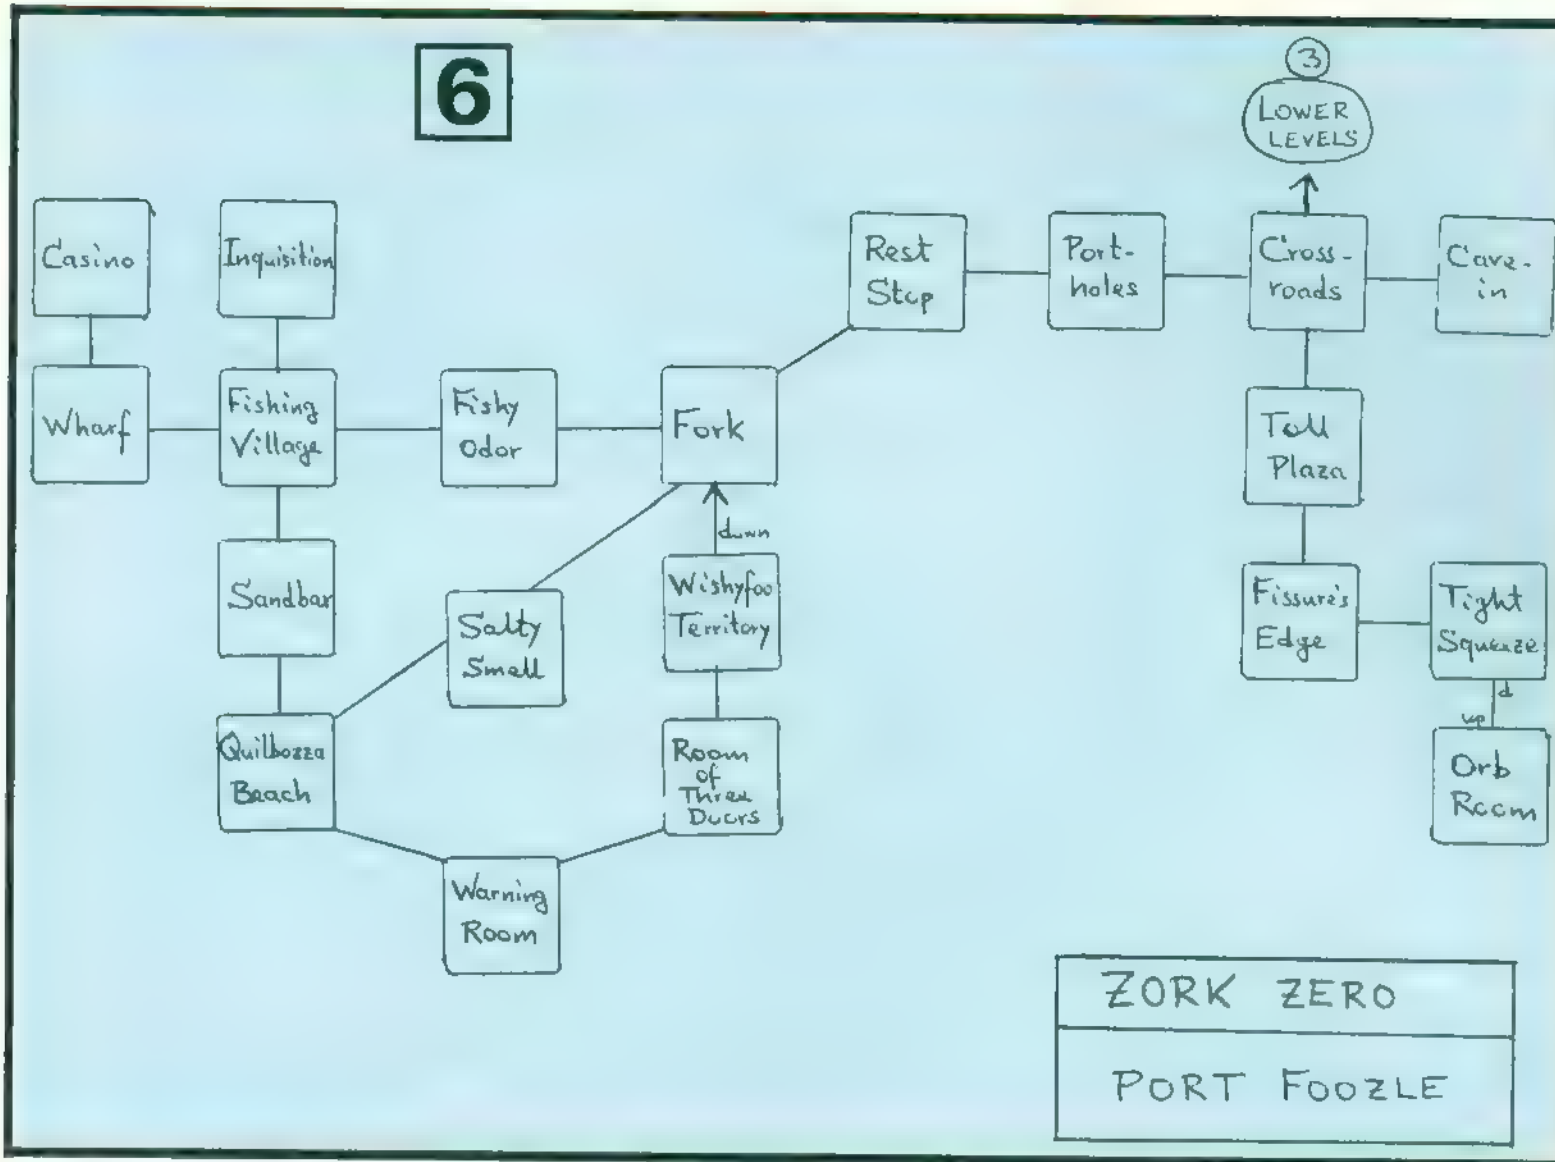 6
3
LOWER
LEVELS
Casino
Inquisition
Rest
Stop
Port-
holes
Cross-
roads
Cave-
in
Wharf
Fishing
Village
Fishy
Odor
Fork
Toll
Plaza
down
Sandbar
Salty
Smell
Wishyfoo
Territory
Fissure's
Edge
Tight
Squeeze
d
up
Quilbozza
Beach
Room
of
Three
Doors
Orb
Room
Warning
Room
ZORK ZERO
PORT FOOZLE